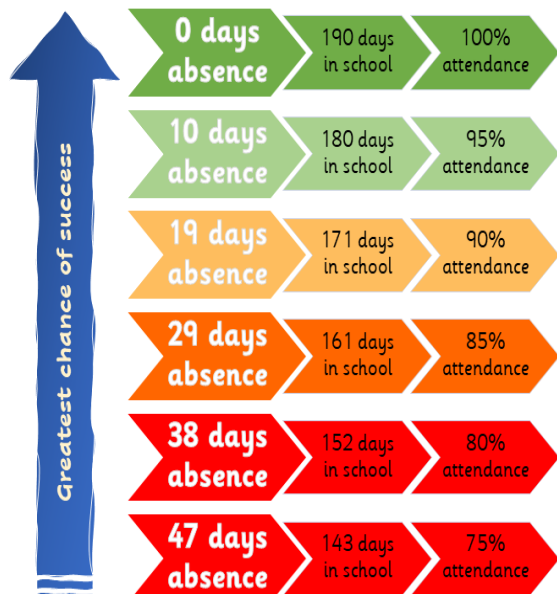 Greatest chance of success
0 days
absence
190 days
in school
100%
attendance
10 days
absence
180 days
in school
95%
attendance
19 days
absence
171 days
in school
90%
attendance
29 days
absence
161 days
in school
85%
attendance
38 days
absence
152 days
in school
80%
attendance
47 days
absence
143 days
in school
75%
attendance